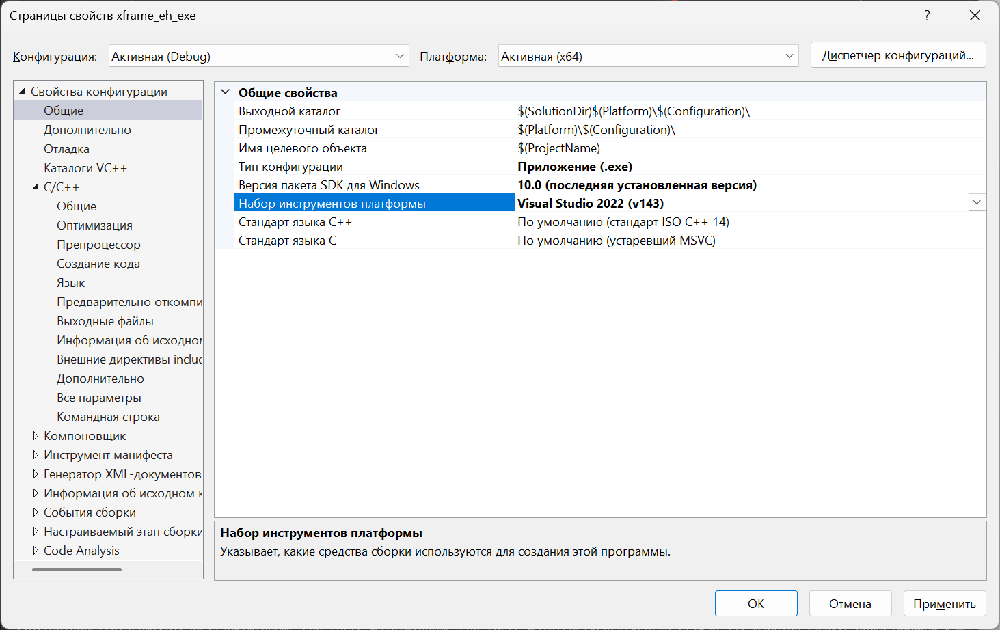 Страницы свойств xframe_eh_exe
?
Конфигурация: Активная (Debug) Платформа: Активная (x64) Диспетчер конфигураций...
Свойства конфигурации
Общие
Дополнительно
Отладка
Каталоги VC++
C/C++
Общие
Оптимизация
Препроцессор
Создание кода
Язык
Предварительно откомпи
Выходные файлы
Информация об исходном
Внешние директивы includ
Дополнительно
Все параметры
Командная строка
Компоновщик
Инструмент манифеста
Генератор XML-документов
Информация об исходном к
События сборки
Настраиваемый этап сборки
Code Analysis
Общие свойства
Выходной каталог $(SolutionDir)$(Platform)\$(Configuration)\
Промежуточный каталог $(Platform)\$(Configuration)\
Имя целевого объекта $(ProjectName)
Тип конфигурации Приложение (.exe)
Версия пакета SDK для Windows 10.0 (последняя установленная версия)
Набор инструментов платформы Visual Studio 2022 (v143)
Стандарт языка C++ По умолчанию (стандарт ISO C++ 14)
Стандарт языка C По умолчанию (устаревший MSVC)
Набор инструментов платформы
Указывает, какие средства сборки используются для создания этой программы.
ОК Отмена Применить